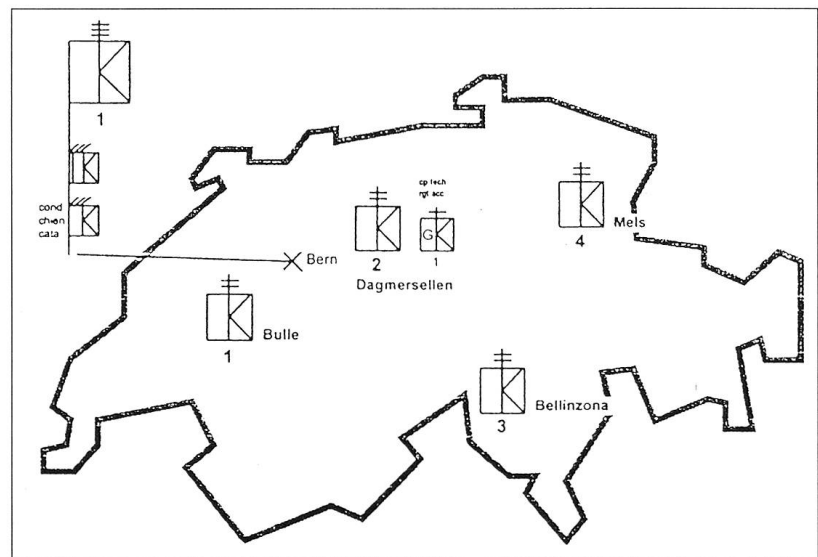 1
cond
chien
cata
Bern
cp tech
rgt acc
2
G
1
Dagmersellen
4
Mels
1
Bulle
3
Bellinzona